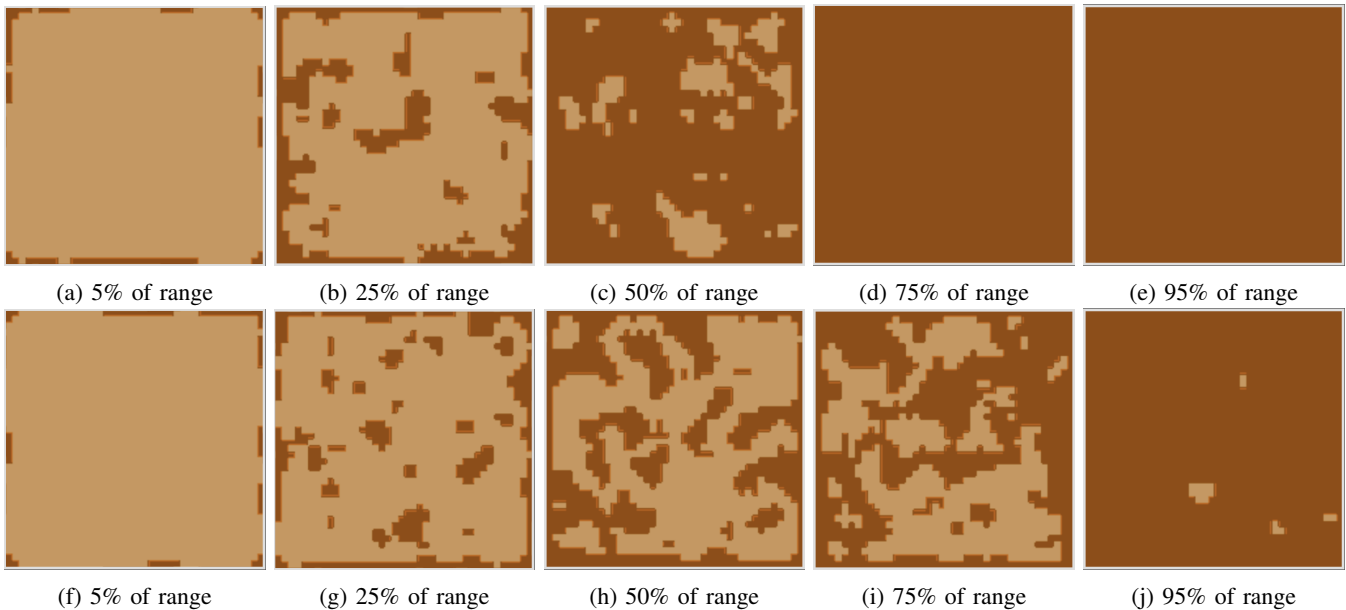 (a) 5% of range (b) 25% of range (c) 50% of range (d) 75% of range (e) 95% of range
(f) 5% of range (g) 25% of range (h) 50% of range (i) 75% of range (j) 95% of range